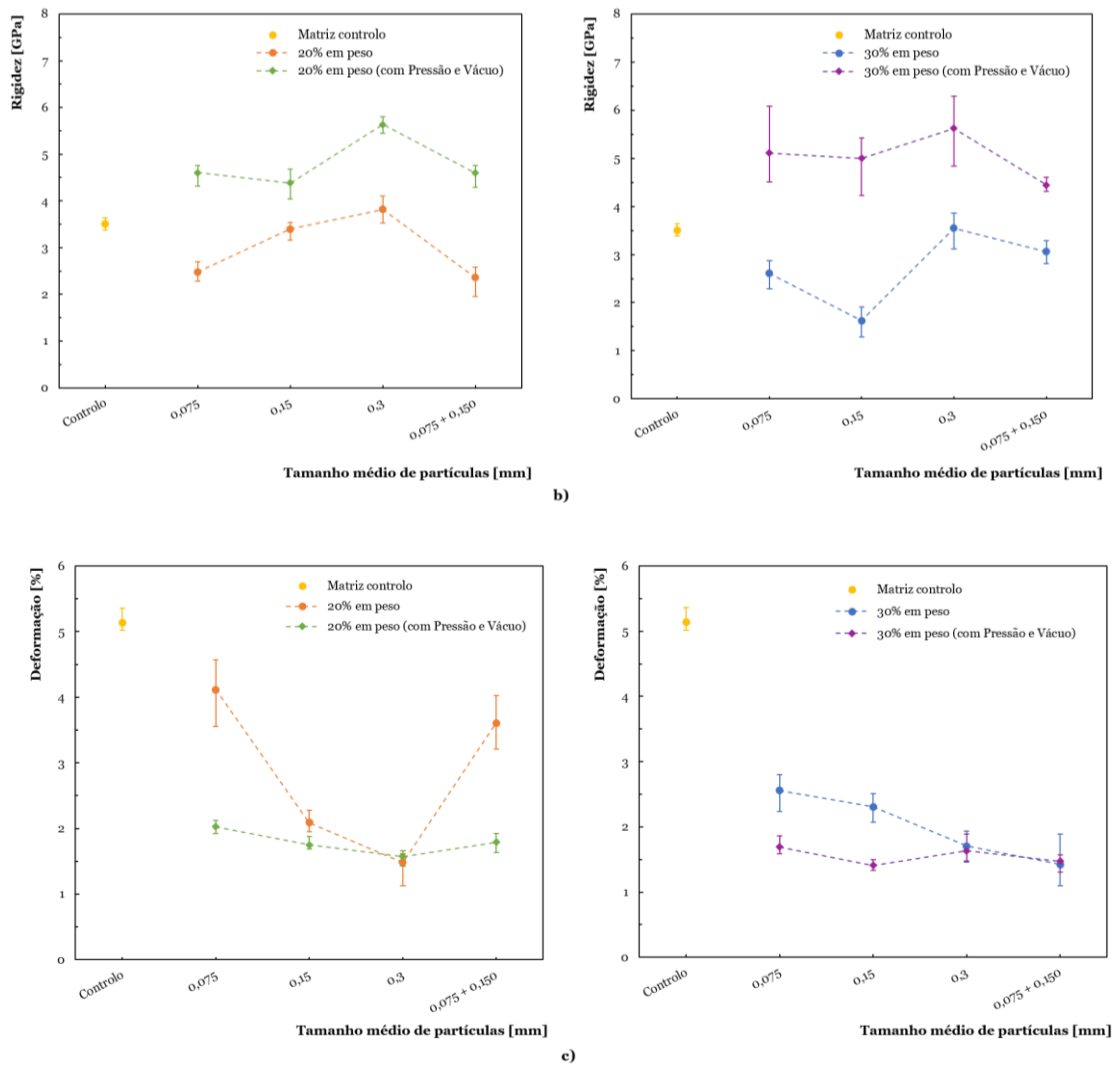 Rigidez [GPa]
8
7
6
5
4
3
2
1
0
Matriz controlo
20% em peso
20% em peso (com Pressão e Vácuo)
Controlo
0,075
0,15
0,3
0,075 + 0,150
Tamanho médio de partículas [mm]
Rigidez [GPa]
8
7
6
5
4
3
2
1
0
Matriz controlo
30% em peso
30% em peso (com Pressão e Vácuo)
Controlo
0,075
0,15
0,3
0,075 + 0,150
Tamanho médio de partículas [mm]
b)
Deformação [%]
6
5
4
3
2
1
0
Matriz controlo
20% em peso
20% em peso (com Pressão e Vácuo)
Controlo
0,075
0,15
0,3
0,075 + 0,150
Tamanho médio de partículas [mm]
Deformação [%]
6
5
4
3
2
1
0
Matriz controlo
30% em peso
30% em peso (com Pressão e Vácuo)
Controlo
0,075
0,15
0,3
0,075 + 0,150
Tamanho médio de partículas [mm]
c)